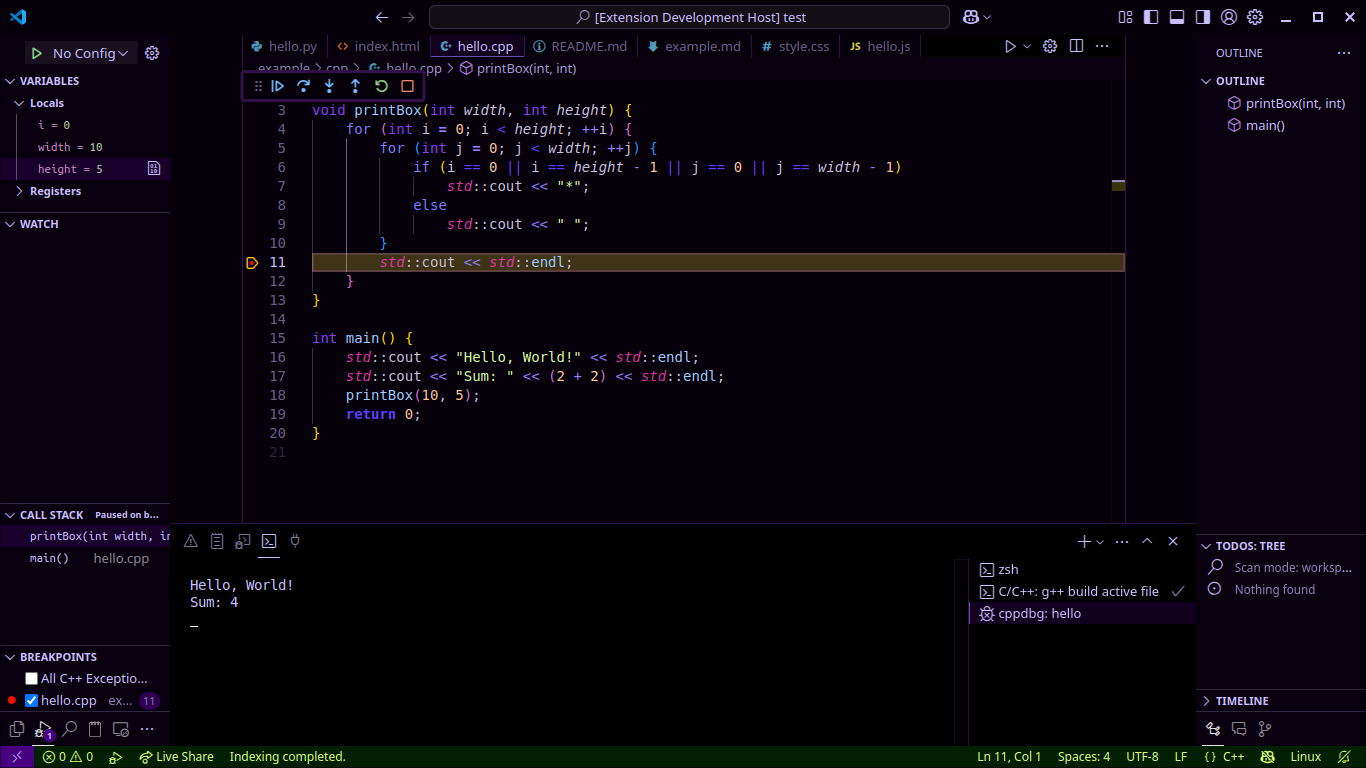 [Extension Development Host] test
No Config
VARIABLES
Locals
i = 0
width = 10
height = 5
Registers
WATCH
CALL STACK Paused on b...
printBox(int width, in
main() hello.cpp
BREAKPOINTS
All C++ Exceptio...
hello.cpp ex... 11
1
hello.py
index.html
hello.cpp
README.md
example.md
style.css
JS hello.js
example > cpp > hello.cpp > printBox(int, int)
3 void printBox(int width, int height) {
4 for (int i = 0; i < height; ++i) {
5 for (int j = 0; j < width; ++j) {
6 if (i == 0 || i == height - 1 || j == 0 || j == width - 1)
7 std::cout << "*";
8 else
9 std::cout << " ";
10 }
11 std::cout << std::endl;
12 }
13 }
14
15 int main() {
16 std::cout << "Hello, World!" << std::endl;
17 std::cout << "Sum: " << (2 + 2) << std::endl;
18 printBox(10, 5);
19 return 0;
20 }
21
Hello, World!
Sum: 4
zsh
C/C++: g++ build active file
cppdbg: hello
OUTLINE
OUTLINE
printBox(int, int)
main()
TODOS: TREE
Scan mode: worksp...
Nothing found
TIMELINE
0 0 Live Share Indexing completed. Ln 11, Col 1 Spaces: 4 UTF-8 LF {} C++ Linux